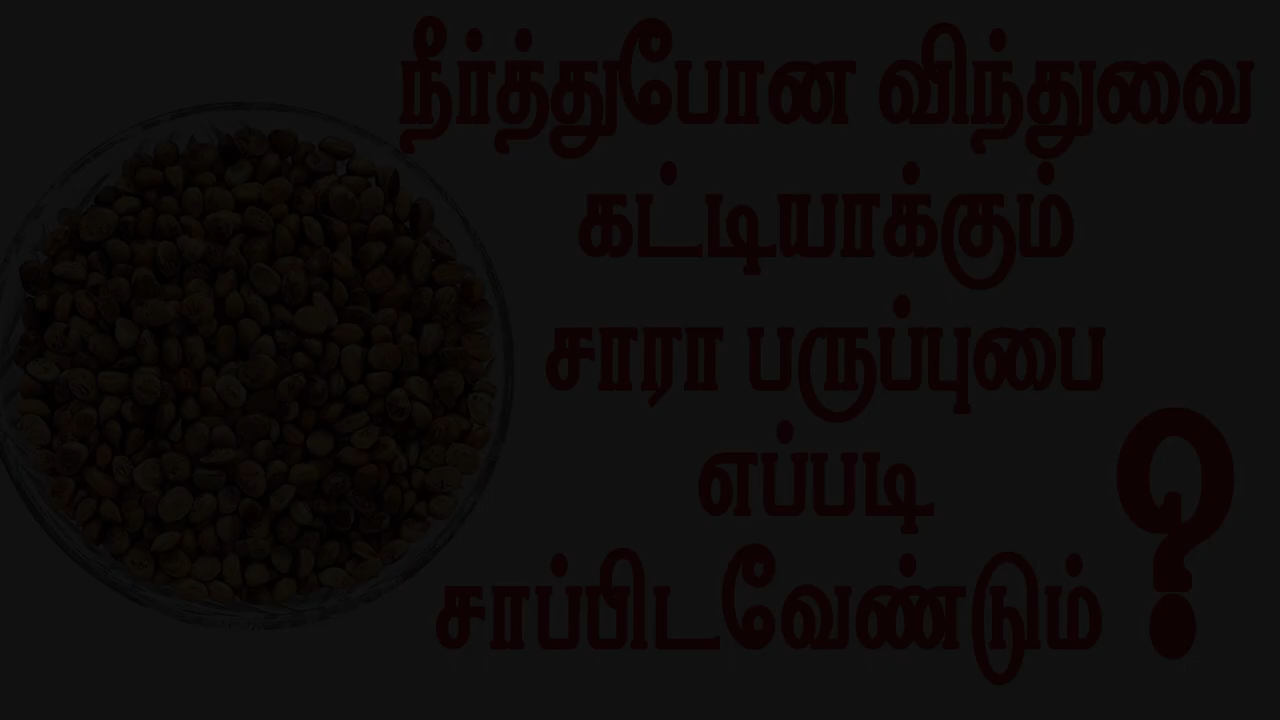 நீர்த்துபோன விந்துவை
கட்டியாக்கும்
சாரா பருப்புபை
எப்படி
சாப்பிடவேண்டும் ?